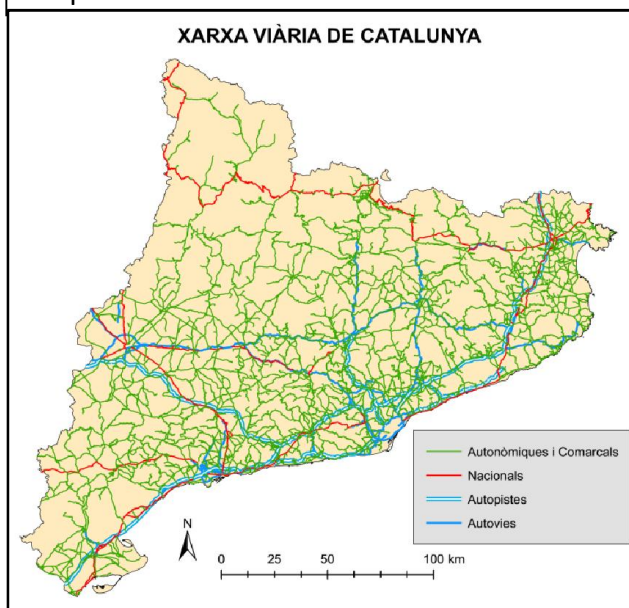 XARXA VIÀRIA DE CATALUNYA
Autonòmiques i Comarcals
Nacionals
Autopistes
Autovies
N
0 25 50 100 km